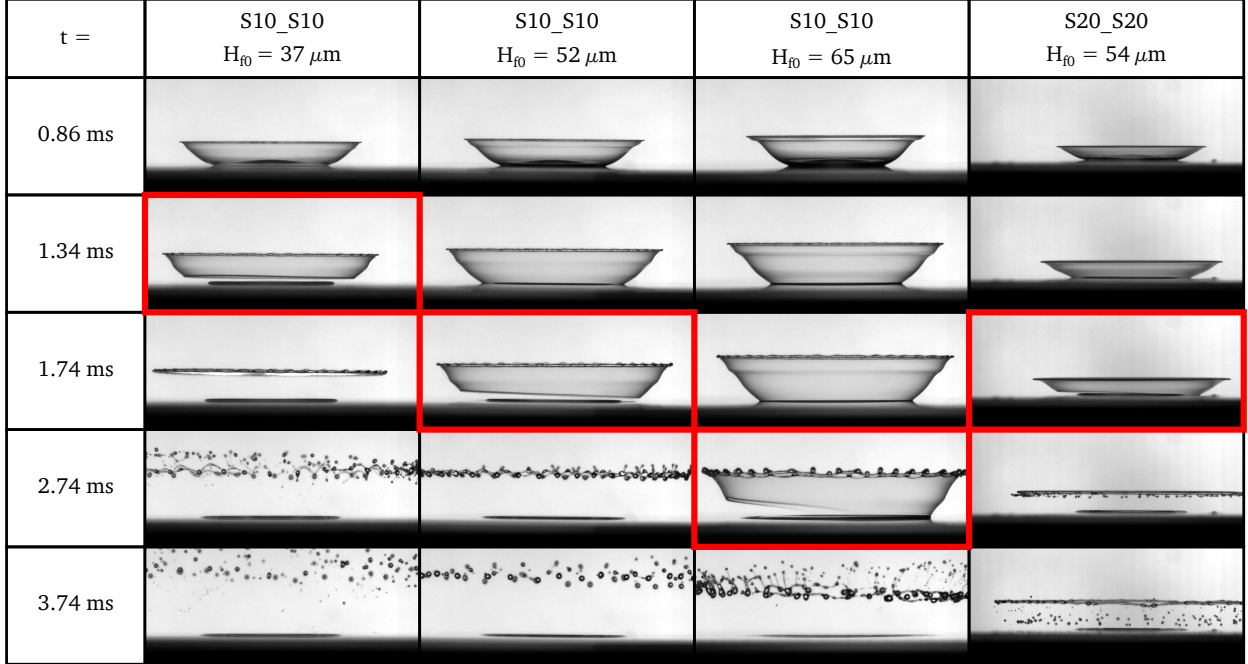 t =
S10_S10
H_f0 = 37 μm
S10_S10
H_f0 = 52 μm
S10_S10
H_f0 = 65 μm
S20_S20
H_f0 = 54 μm
0.86 ms
1.34 ms
1.74 ms
2.74 ms
3.74 ms